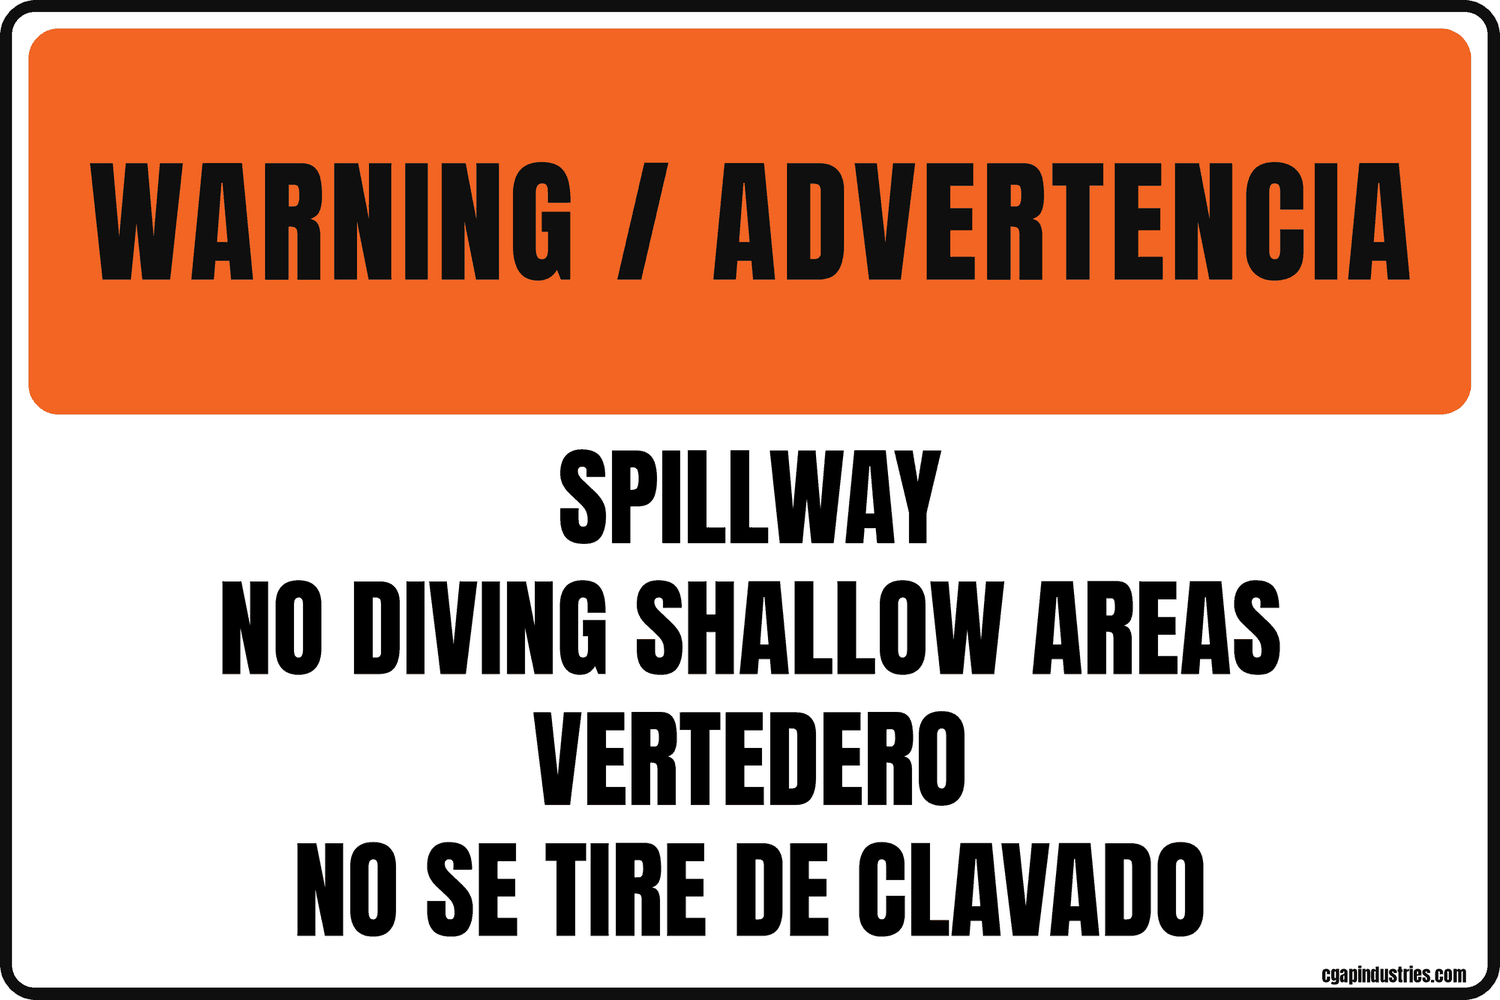 WARNING / ADVERTENCIA
SPILLWAY
NO DIVING SHALLOW AREAS
VERTEDERO
NO SE TIRE DE CLAVADO
cgapindustries.com